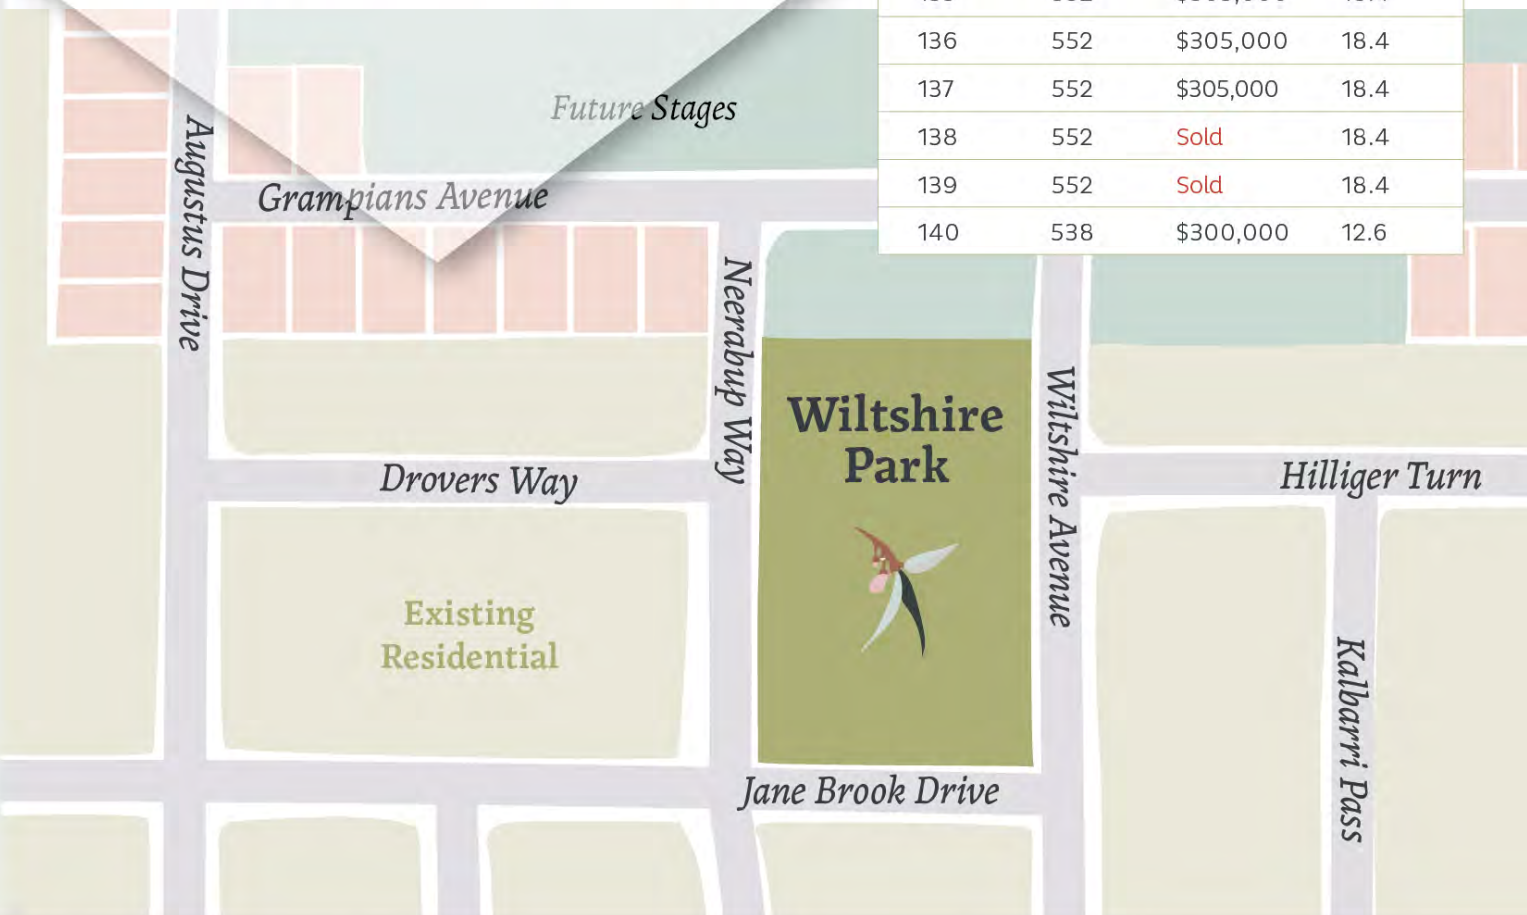 136 552 $305,000 18.4
137 552 $305,000 18.4
138 552 Sold 18.4
139 552 Sold 18.4
140 538 $300,000 12.6
Future Stages
Augustus Drive
Grampians Avenue
Neerabup Way
Wiltshire
Park
Wiltshire Avenue
Drovers Way
Hilliger Turn
Existing
Residential
Kalbarri Pass
Jane Brook Drive